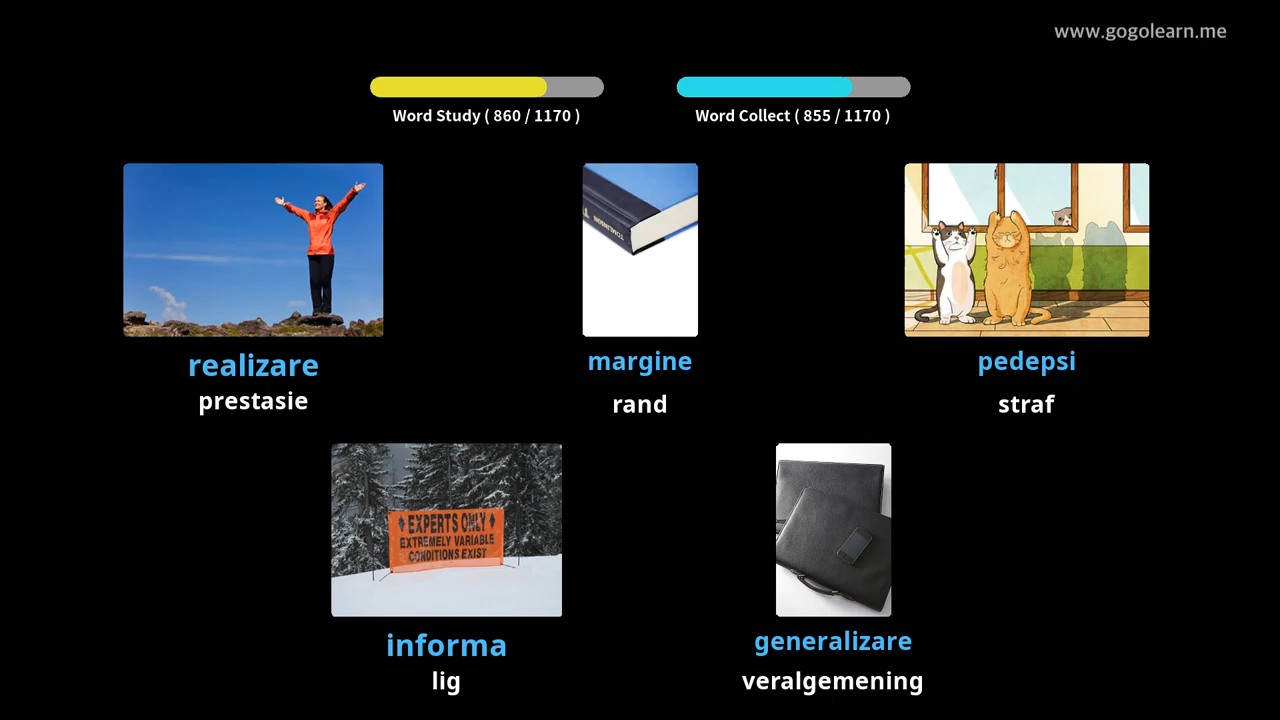 www.gogolearn.me
Word Study ( 860 / 1170 )
Word Collect ( 855 / 1170 )
TOMLINSON
realizare
prestasie
margine
rand
pedepsi
straf
EXPERTS ONLY
EXTREMELY VARIABLE
CONDITIONS EXIST
informa
lig
generalizare
veralgemening